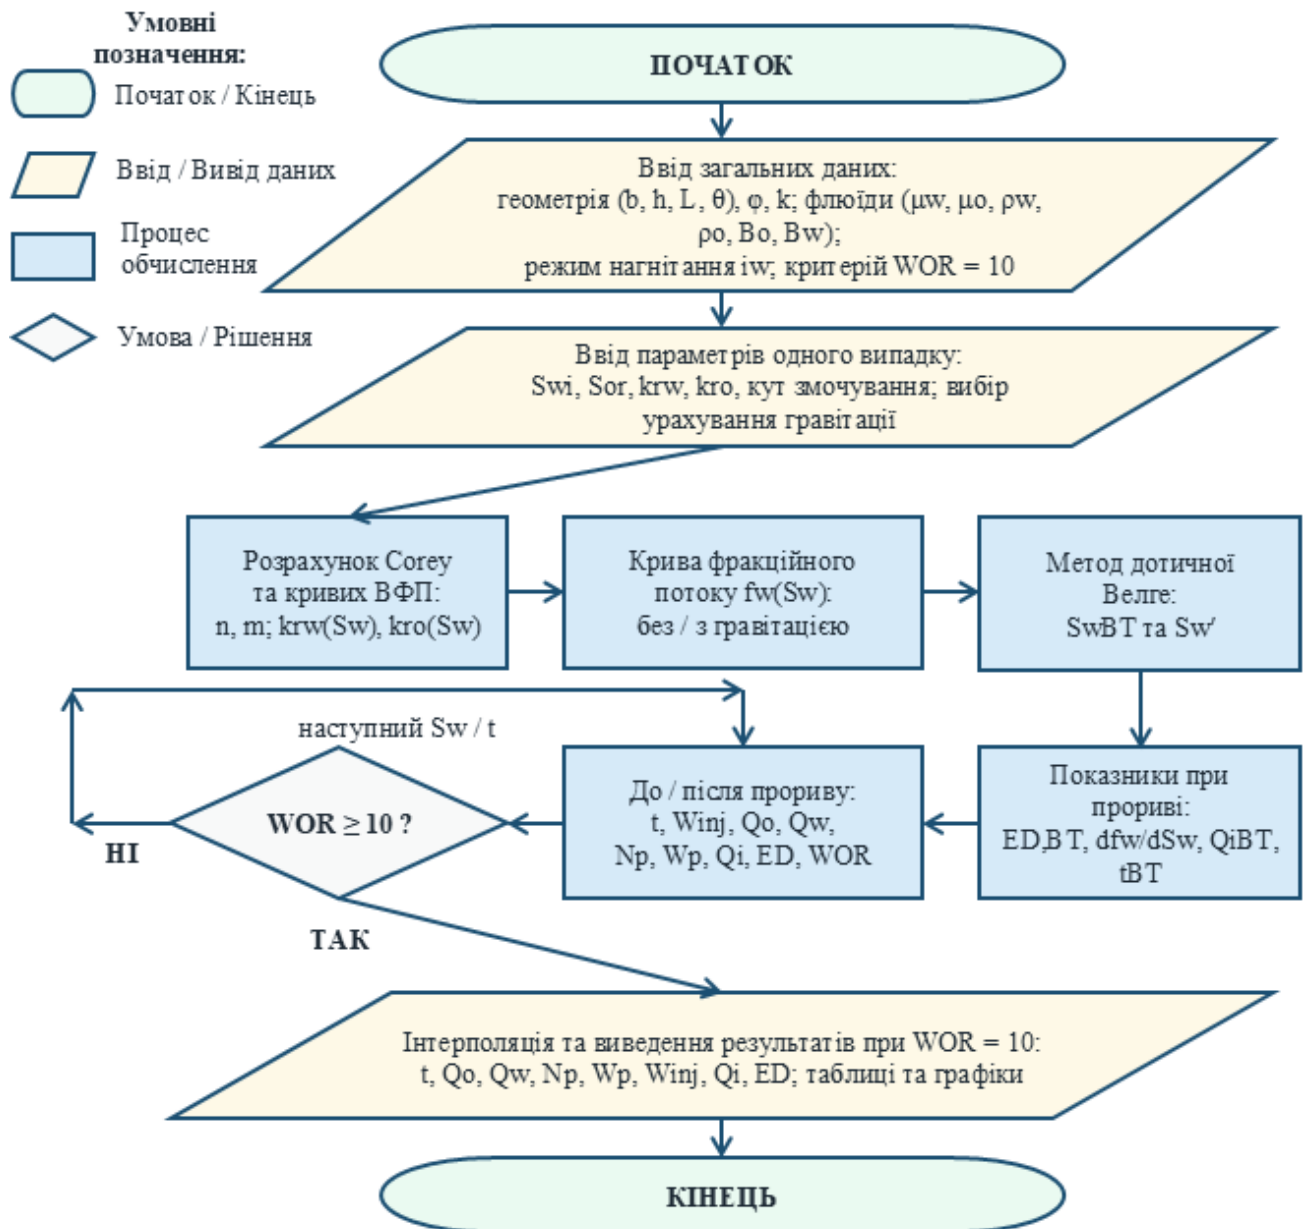 Умовні
позначення:
Початок / Кінець
Ввід / Вивід даних
Процес
обчислення
Умова / Рішення
ПОЧАТОК
Ввід загальних даних:
геометрія (b, h, L, θ), φ, k; флюїди (μw, μo, ρw,
ρo, Bo, Bw);
режим нагнітання iw; критерій WOR = 10
Ввід параметрів одного випадку:
Swi, Sor, krw, kro, кут змочування; вибір
урахування гравітації
Розрахунок Corey
та кривих ВФП:
n, m; krw(Sw), kro(Sw)
Крива фракційного
потоку fw(Sw):
без / з гравітацією
Метод дотичної
Велге:
SwBT та Sw′
наступний Sw / t
WOR ≥ 10 ?
НІ
ТАК
До / після прориву:
t, Winj, Qo, Qw,
Np, Wp, Qi, ED, WOR
Показники при
прориві:
ED,BT, dfw/dSw, QiBT,
tBT
Інтерполяція та виведення результатів при WOR = 10:
t, Qo, Qw, Np, Wp, Winj, Qi, ED; таблиці та графіки
КІНЕЦЬ